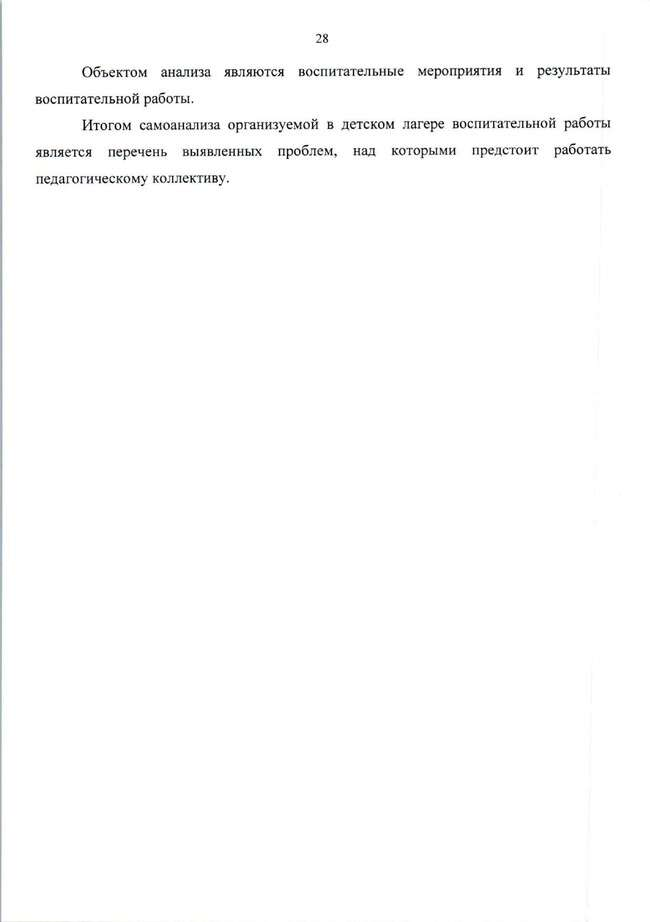 28
Объектом анализа являются воспитательные мероприятия и результаты
воспитательной работы.
Итогом самоанализа организуемой в детском лагере воспитательной работы
является перечень выявленных проблем, над которыми предстоит работать
педагогическому коллективу.